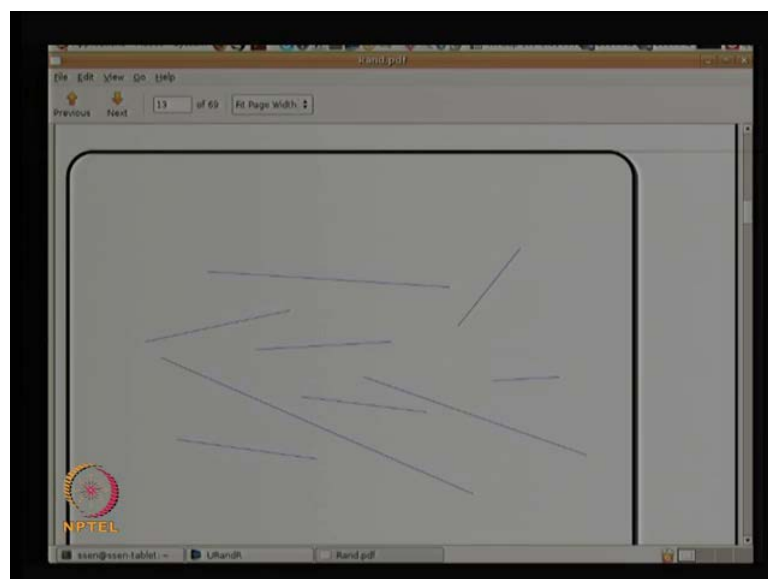 Rand.pdf
File Edit View Go Help
Previous Next 13 of 69 Fit Page Width
NPTEL
ssen@ssen-tablet: ~ URandR Rand.pdf